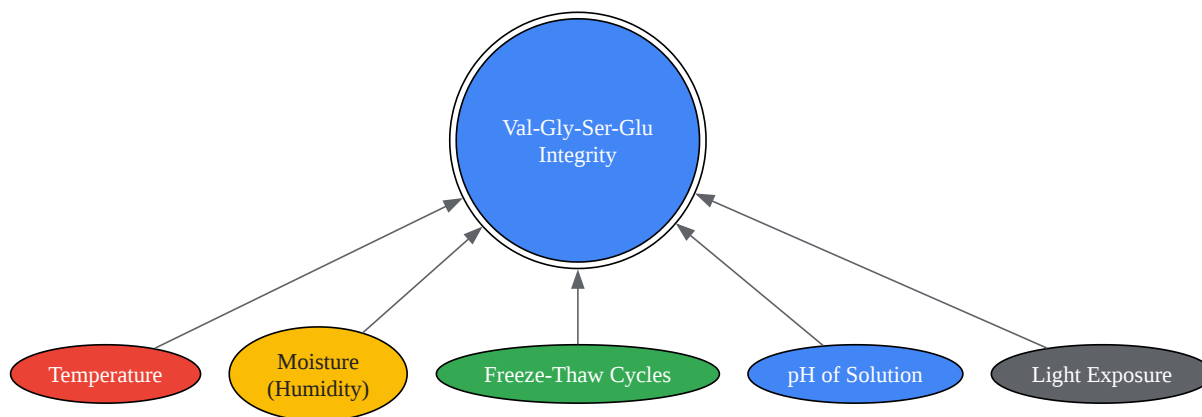 Val-Gly-Ser-Glu
Integrity
Temperature
Moisture
(Humidity)
Freeze-Thaw Cycles
pH of Solution
Light Exposure